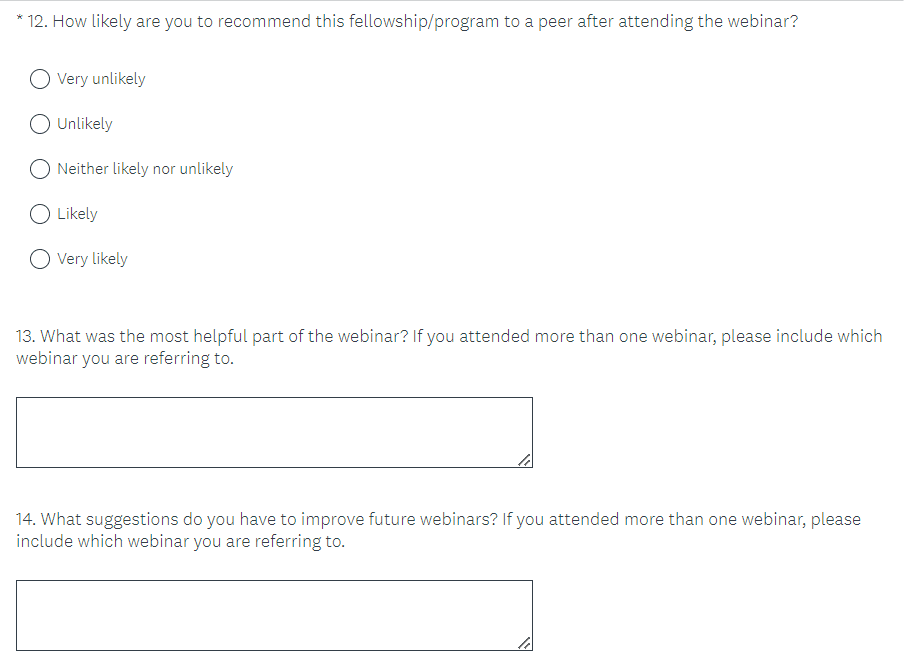 * 12. How likely are you to recommend this fellowship/program to a peer after attending the webinar?
Very unlikely
Unlikely
Neither likely nor unlikely
Likely
Very likely
13. What was the most helpful part of the webinar? If you attended more than one webinar, please include which
webinar you are referring to.
14. What suggestions do you have to improve future webinars? If you attended more than one webinar, please
include which webinar you are referring to.